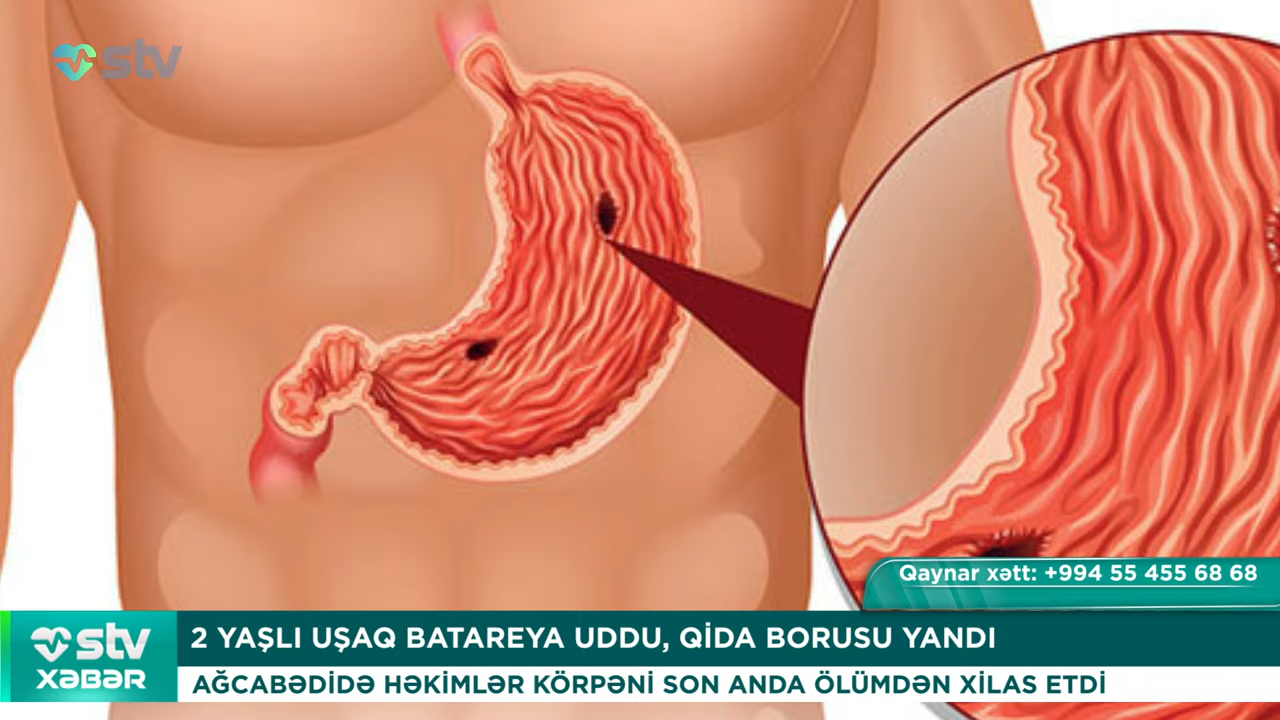 stv
Qaynar xətt: +994 55 455 68 68
stv
XƏBƏR
2 YAŞLI UŞAQ BATAREYA UDDU, QİDA BORUSU YANDI
AĞCABƏDİDƏ HƏKİMLƏR KÖRPƏNİ SON ANDA ÖLÜMDƏN XİLAS ETDİ